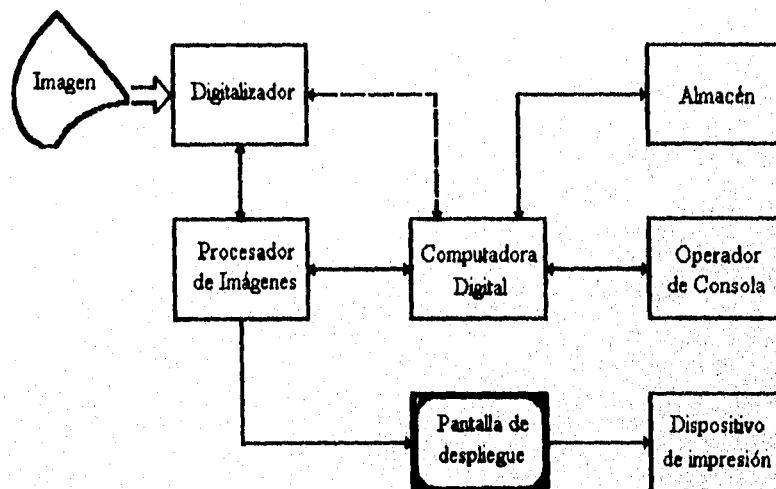 Imagen
Digitalizador
Almacén
Procesador
de Imágenes
Computadora
Digital
Operador
de Consola
Pantalla de
despliegue
Dispositivo
de impresión